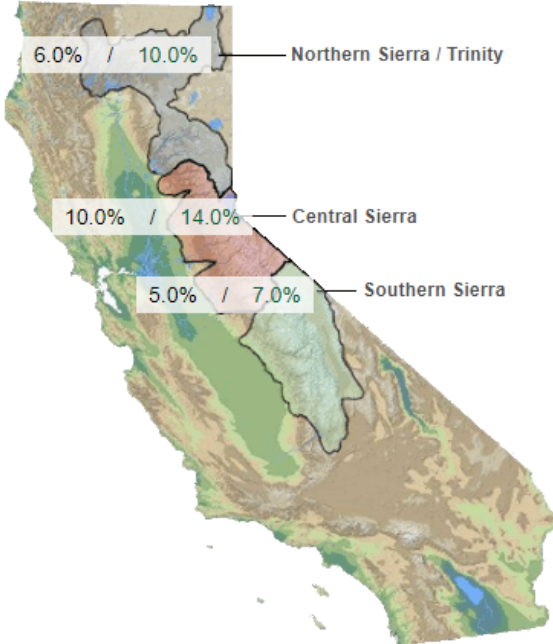 6.0% / 10.0% Northern Sierra / Trinity
10.0% / 14.0% Central Sierra
5.0% / 7.0% Southern Sierra